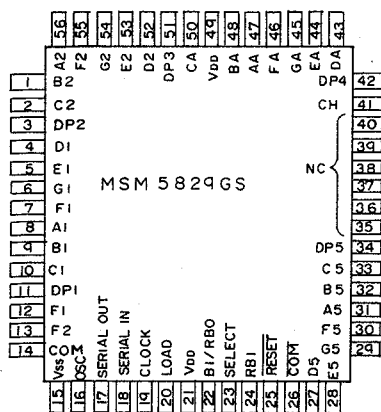 56 55 54 53 52 51 50 49 48 47 46 45 44 43
A2 F2 G2 E2 D2 DP3 CA VDD BA AA FA GA EA DA
1 B2
2 C2
3 DP2
4 D1
5 E1
6 G1
7 F1
8 A1
9 B1
10 C1
11 DP1
12 F1
13 F2
14 COM
MSM5829GS
DP4 42
CH 41
40
39
NC 38
37
36
35
DP5 34
C5 33
B5 32
A5 31
F5 30
G5 29
Vss OSC SERIAL OUT SERIAL IN CLOCK LOAD VDD B1/RBO SELECT RB1 RESET COM D5 E5
15 16 17 18 19 20 21 22 23 24 25 26 27 28